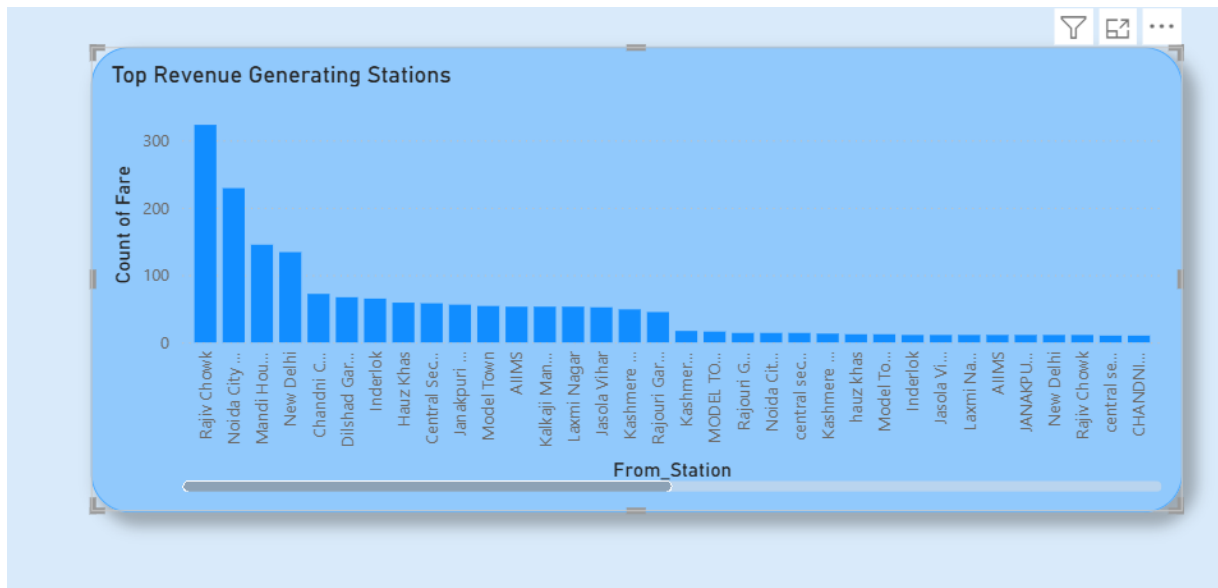 Top Revenue Generating Stations
Count of Fare
300
200
100
0
Rajiv Chowk
Noida City ...
Mandi Hou...
New Delhi
Chandni C...
Dilshad Gar...
Inderlok
Hauz Khas
Central Sec...
Janakpuri ...
Model Town
AIIMS
Kalkaji Man...
Laxmi Nagar
Jasola Vihar
Kashmere ...
Rajouri Gar...
Kashmer...
MODEL TO...
Rajouri G...
Noida Cit...
central sec...
Kashmere ...
hauz khas
Model To...
Inderlok
Jasola Vi...
Laxmi Na...
AIIMS
JANAKPU...
New Delhi
Rajiv Chowk
central se...
CHANDNI...
From_Station